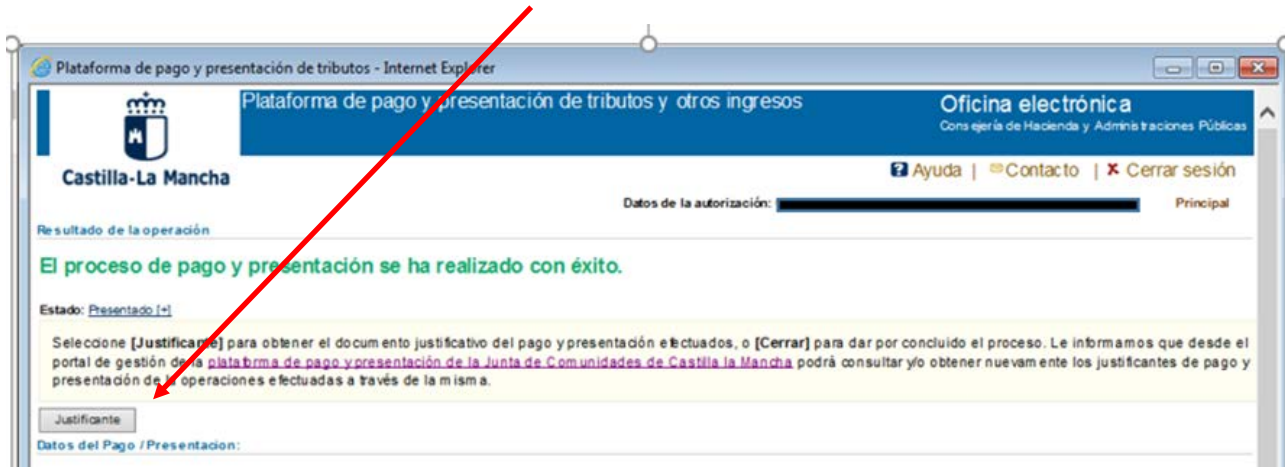 Plataforma de pago y presentación de tributos - Internet Explorer
Plataforma de pago y presentación de tributos y otros ingresos
Oficina electrónica
Consejería de Hacienda y Administraciones Públicas
Castilla-La Mancha
Ayuda | Contacto | Cerrar sesión
Datos de la autorización:
Principal
Resultado de la operación
El proceso de pago y presentación se ha realizado con éxito.
Estado: Presentado [+]
Seleccione [Justificante] para obtener el documento justificativo del pago y presentación efectuados, o [Cerrar] para dar por concluido el proceso. Le informamos que desde el
portal de gestión de la plataforma de pago y presentación de la Junta de Comunidades de Castilla la Mancha podrá consultar y/o obtener nuevamente los justificantes de pago y
presentación de la operaciones efectuadas a través de la misma.
Justificante
Datos del Pago / Presentacion: